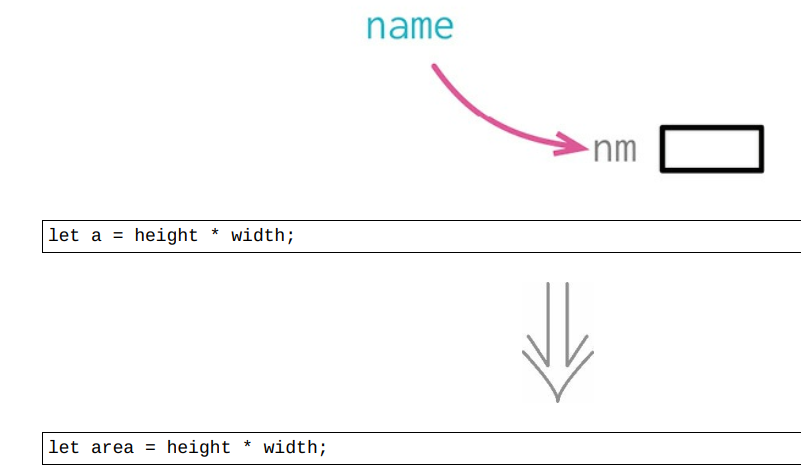 name
nm
let a = height * width;
let area = height * width;